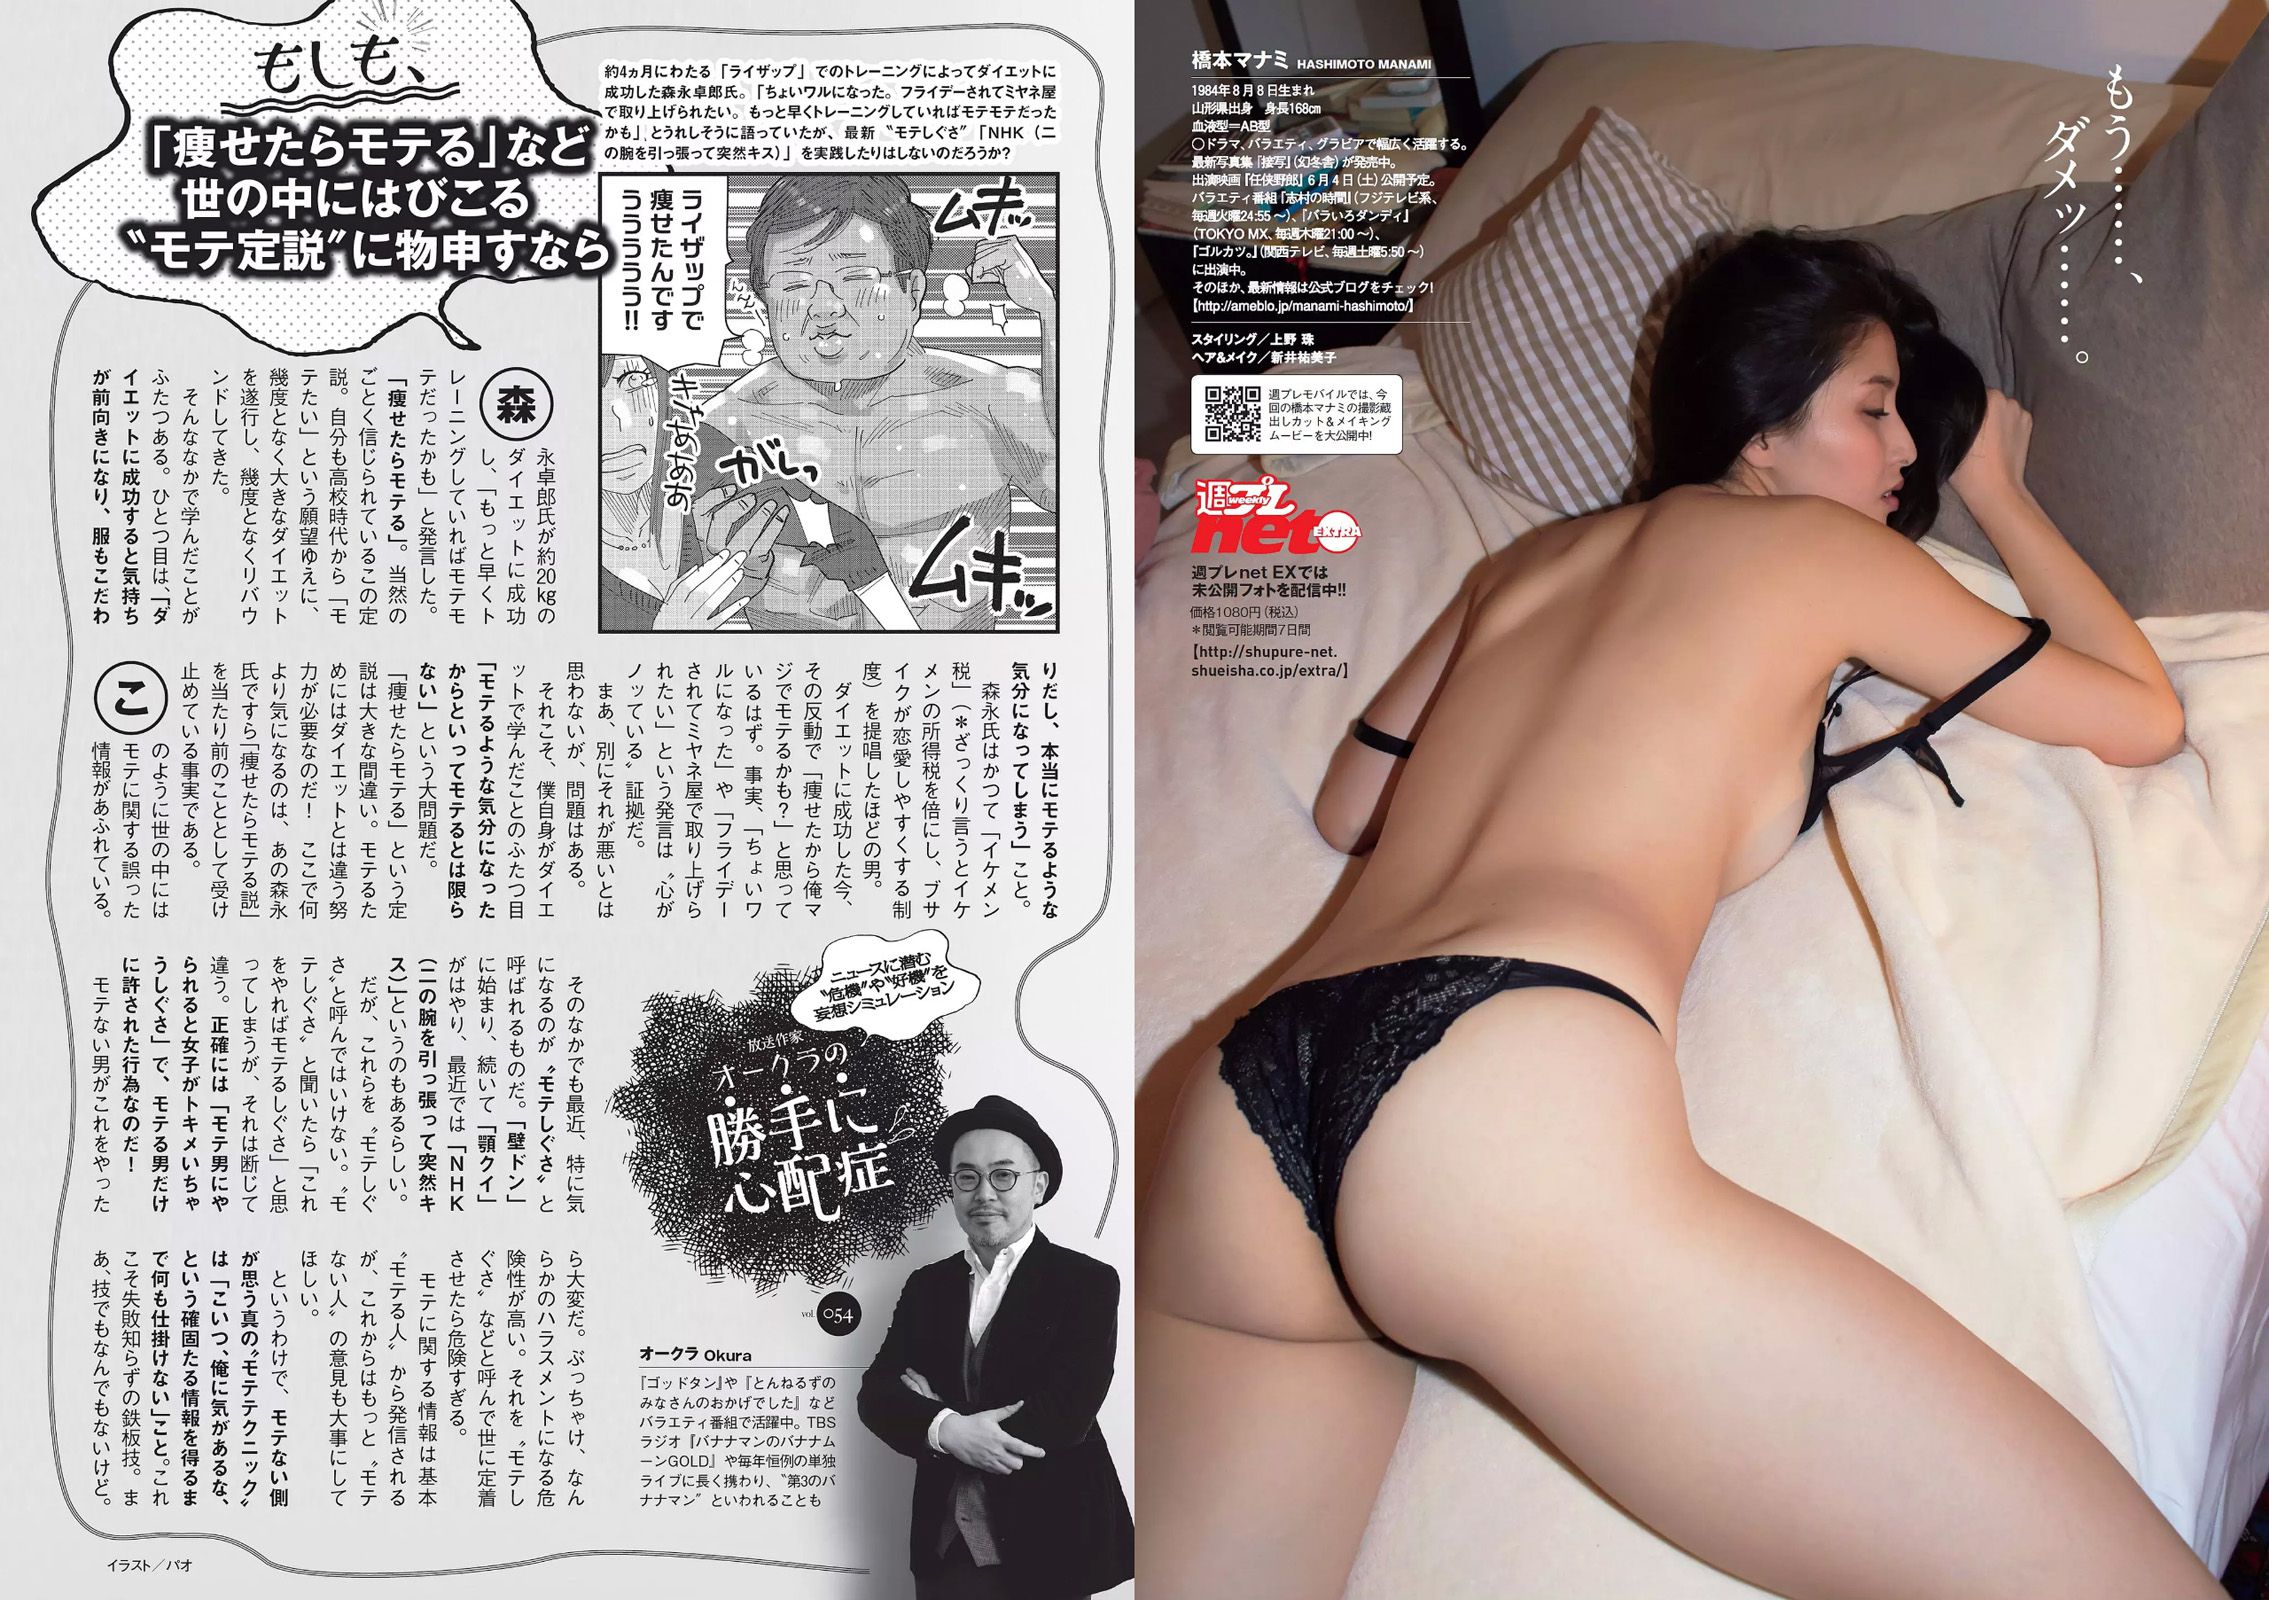 もしも、
「痩せたらモテる」など
世の中にはびこる
〝モテ定説〟に物申すなら
約4ヵ月にわたる「ライザップ」でのトレーニングによってダイエットに
成功した森永卓郎氏。「ちょいワルになった。フライデーされてミヤネ屋
で取り上げられたい。もっと早くトレーニングしていればモテモテだった
かも」とうれしそうに語っていたが、最新〝モテしぐさ〟「NHK（二
の腕を引っ張って突然キス）」を実践したりはしないのだろうか？
ライザップで
痩せたんです
うううう!!
ムキッ
んんん
きゃあああ
がしっ
ムキッ
森永卓郎氏が約20kgの
ダイエットに成功
し、「もっと早くト
レーニングしていればモテモ
テだったかも」と発言した。
「痩せたらモテる」。当然の
ごとく信じられているこの定
説。自分も高校時代から「モ
テたい」という願望ゆえに、
幾度となく大きなダイエット
を遂行し、幾度となくリバウ
ンドしてきた。
そんななかで学んだことが
ふたつある。ひとつ目は、「ダ
イエットに成功すると気持ち
が前向きになり、服もこだわ
りだし、本当にモテるような
気分になってしまう」こと。
森永氏はかつて「イケメン
税」（＊ざっくり言うとイケ
メンの所得税を倍にし、ブサ
イクが恋愛しやすくする制
度）を提唱したほどの男。
ダイエットに成功した今、
その反動で「痩せたから俺マ
ジでモテるかも？」と思って
いるはず。事実、「ちょいワ
ルになった」や「フライデー
されてミヤネ屋で取り上げら
れたい」という発言は〝心が
ノッている〟証拠だ。
まあ、別にそれが悪いとは
思わないが、問題はある。
それこそ、僕自身がダイエ
ットで学んだことのふたつ目
「モテるような気分になった
からといってモテるとは限ら
ない」という大問題だ。
「痩せたらモテる」という定
説は大きな間違い。モテるた
めにはダイエットとは違う努
力が必要なのだ！　ここで何
より気になるのは、あの森永
氏ですら「痩せたらモテる説」
を当たり前のこととして受け
止めている事実である。
このように世の中には
モテに関する誤った
情報があふれている。
そのなかでも最近、特に気
になるのが〝モテしぐさ〟と
呼ばれるものだ。「壁ドン」
に始まり、続いて「顎クイ」
がはやり、最近では「NHK
（二の腕を引っ張って突然キ
ス）」というのもあるらしい。
だが、これらを〝モテしぐ
さ〟と呼んではいけない。〝モ
テしぐさ〟と聞いたら「これ
をやればモテるしぐさ」と思
ってしまうが、それは断じて
違う。正確には「モテ男にや
られると女子がトキメいちゃ
うしぐさ」で、モテる男だけ
に許された行為なのだ！
モテない男がこれをやった
ら大変だ。ぶっちゃけ、なん
らかのハラスメントになる危
険性が高い。それを〝モテし
ぐさ〟などと呼んで世に定着
させたら危険すぎる。
モテに関する情報は基本
〝モテる人〟から発信される
が、これからはもっと〝モテ
ない人〟の意見も大事にして
ほしい。
というわけで、モテない側
が思う真の〝モテテクニック〟
は「こいつ、俺に気があるな、
という確固たる情報を得るま
で何も仕掛けない」こと。これ
こそ失敗知らずの鉄板技。ま
あ、技でもなんでもないけど。
ニュースに潜む
〝危機〟や〝好機〟を
妄想シミュレーション
放送作家
オークラの
勝手に
心配症
vol.054
オークラ Okura
『ゴッドタン』や『とんねるずの
みなさんのおかげでした』など
バラエティ番組で活躍中。TBS
ラジオ『バナナマンのバナナム
ーンGOLD』や毎年恒例の単独
ライブに長く携わり、〝第3のバ
ナナマン〟といわれることも
イラスト／パオ
橋本マナミ HASHIMOTO MANAMI
1984年8月8日生まれ
山形県出身　身長168㎝
血液型＝AB型
○ドラマ、バラエティ、グラビアで幅広く活躍する。
最新写真集『接写』（幻冬舎）が発売中。
出演映画『任侠野郎』6月4日（土）公開予定。
バラエティ番組『志村の時間』（フジテレビ系、
毎週火曜24:55〜）、『バラいろダンディ』
（TOKYO MX、毎週木曜21:00〜）、
『ゴルカツ。』（関西テレビ、毎週土曜5:50〜）
に出演中。
そのほか、最新情報は公式ブログをチェック！
【http://ameblo.jp/manami-hashimoto/】
スタイリング／上野 珠
ヘア&メイク／新井祐美子
週プレモバイルでは、今
回の橋本マナミの撮影蔵
出しカット&メイキング
ムービーを大公開中！
週プレ weekly
net EXTRA
週プレnet EXでは
未公開フォトを配信中!!
価格1080円（税込）
＊閲覧可能期間7日間
【http://shupure-net.
shueisha.co.jp/extra/】
もう………、
ダメッ………。